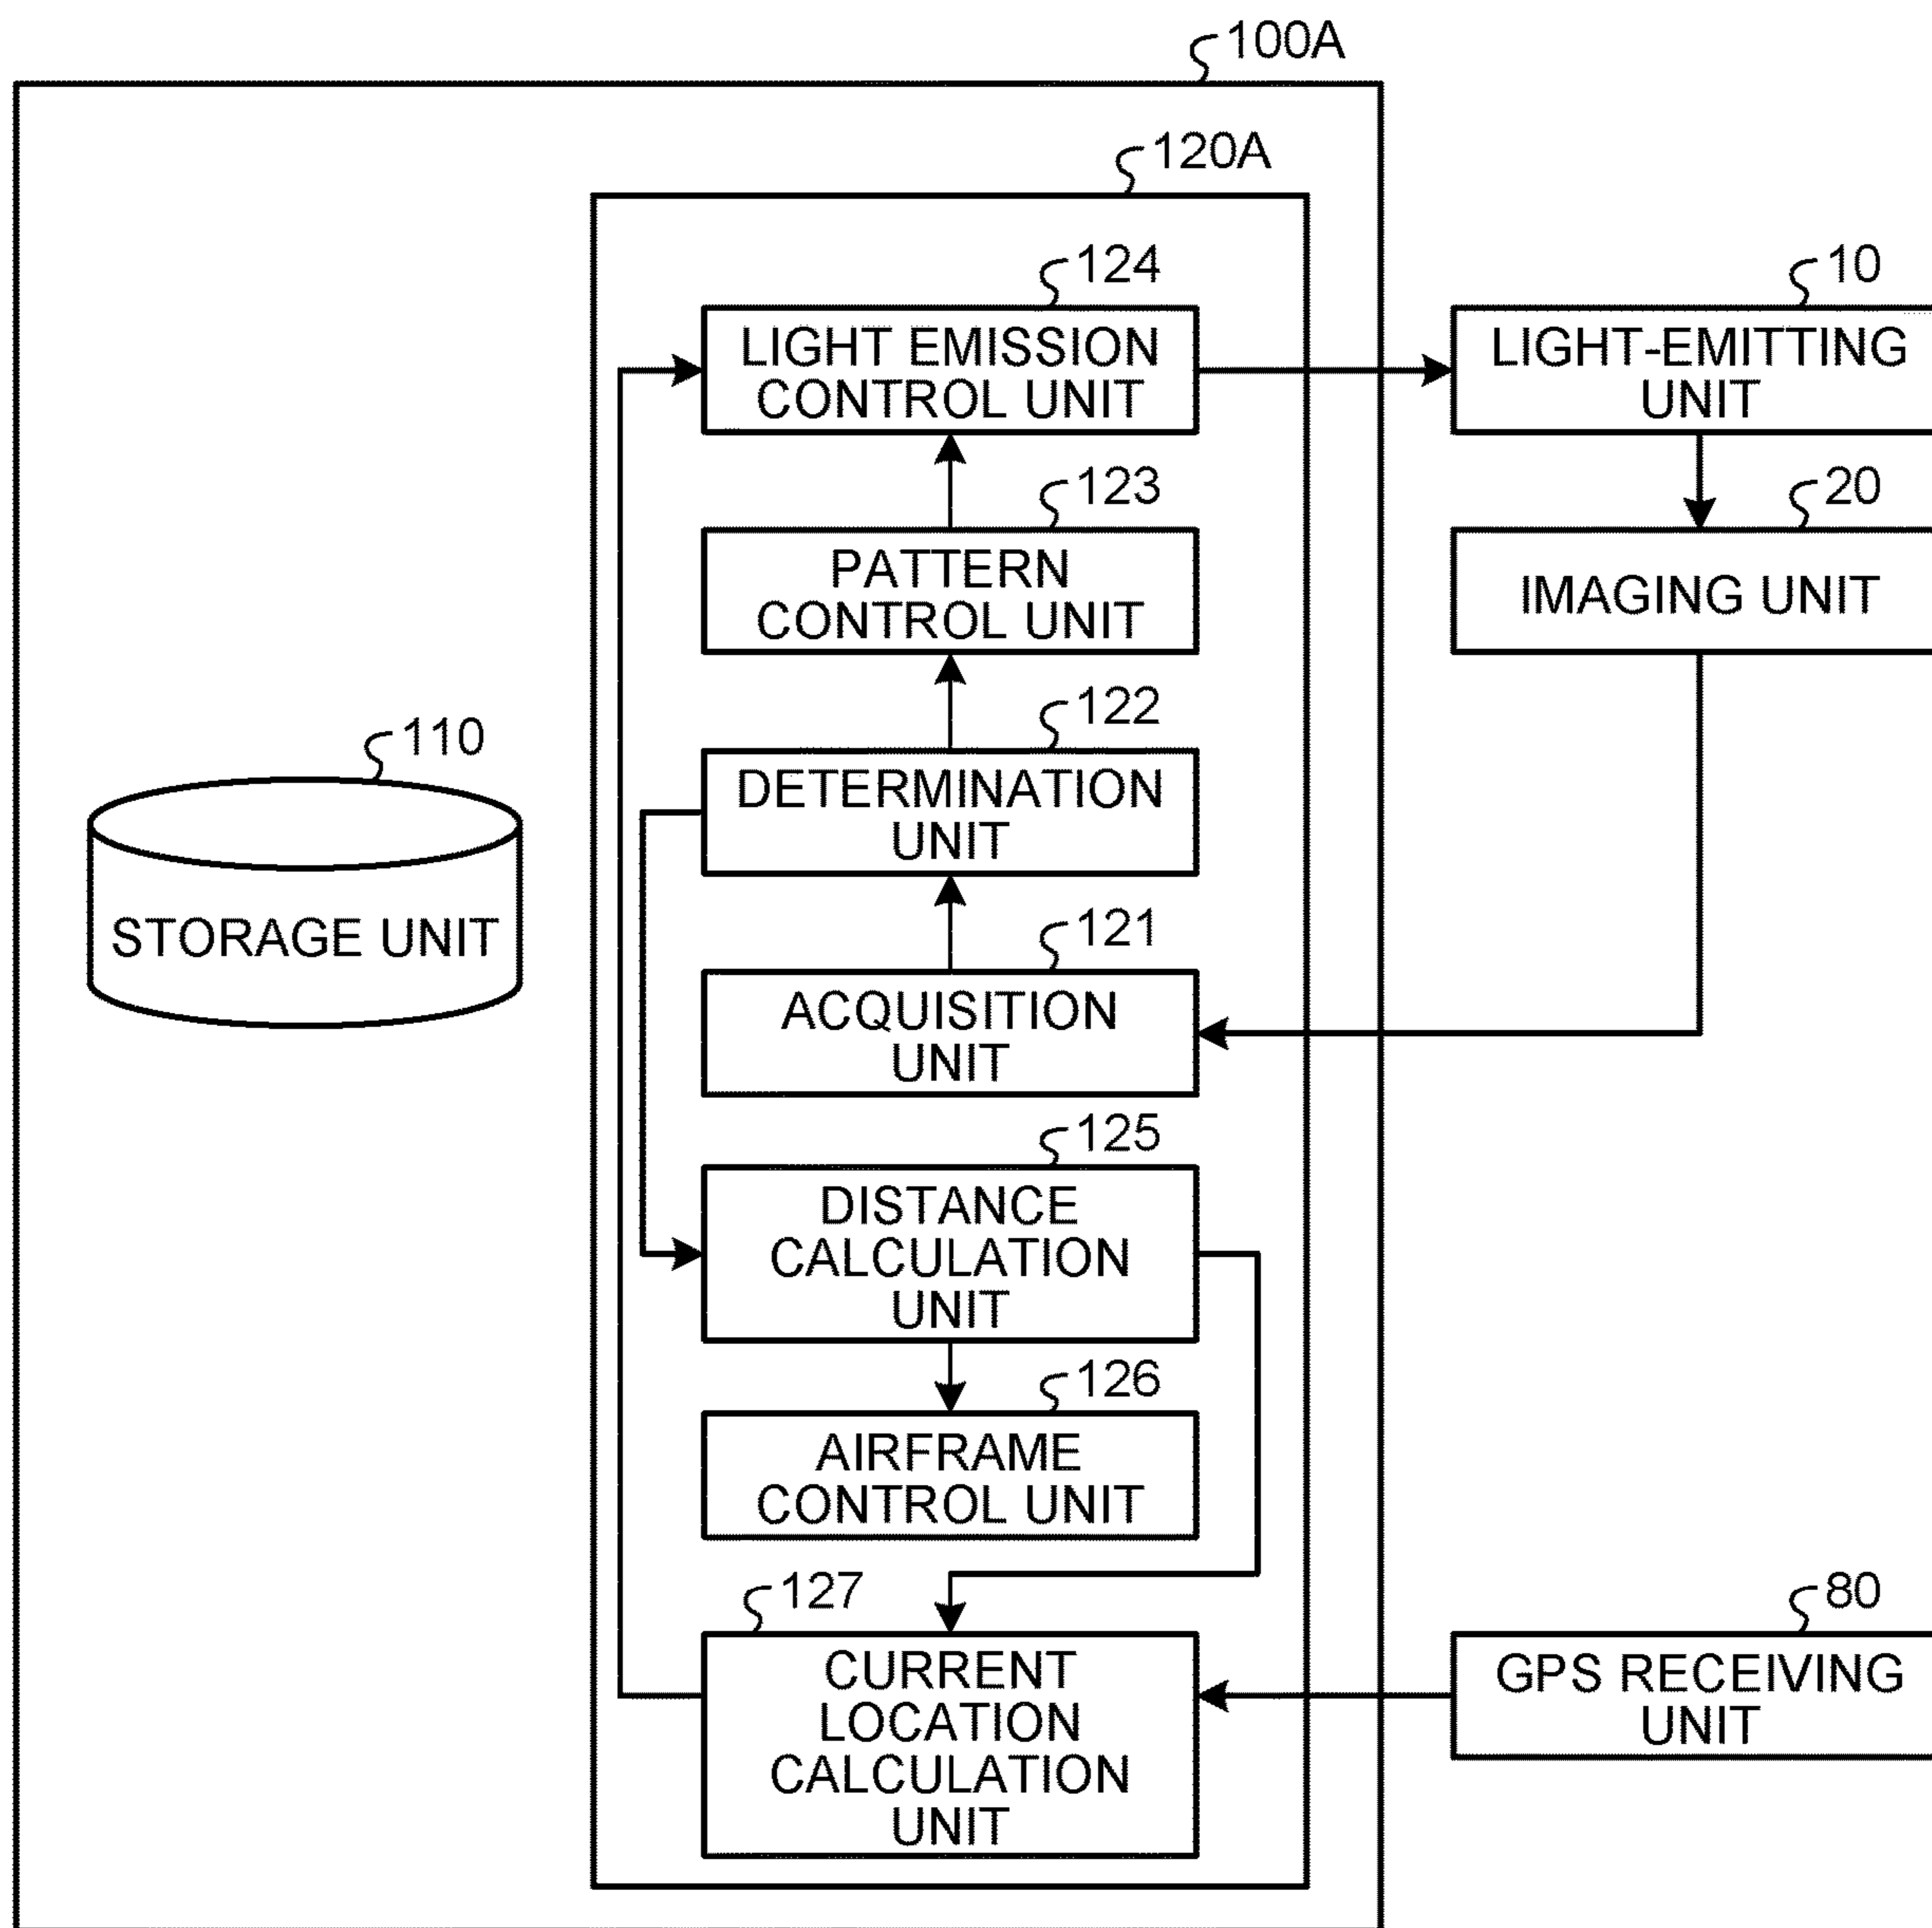 100A
120A
124
LIGHT EMISSION
CONTROL UNIT
10
LIGHT-EMITTING
UNIT
123
PATTERN
CONTROL UNIT
20
IMAGING UNIT
122
DETERMINATION
UNIT
110
STORAGE UNIT
121
ACQUISITION
UNIT
125
DISTANCE
CALCULATION
UNIT
126
AIRFRAME
CONTROL UNIT
127
CURRENT
LOCATION
CALCULATION
UNIT
80
GPS RECEIVING
UNIT